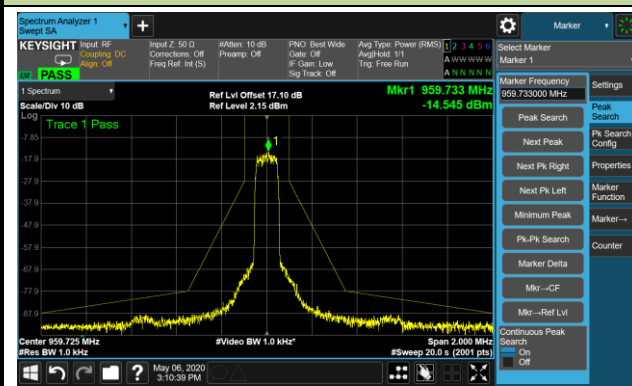 Spectrum Analyzer 1
Swept SA
Marker
KEYSIGHT
Input: RF
Coupling: DC
Align: Off
Input Z: 50 Ω
Corrections: Off
Freq Ref: Int (S)
#Atten: 10 dB
Preamp: Off
PNO: Best Wide
Gate: Off
IF Gain: Low
Sig Track: Off
Avg Type: Power (RMS)
Avg|Hold: 1/1
Trig: Free Run
1 2 3 4 5 6
A W W W W W
A N N N N N
PASS
Select Marker
Marker 1
1 Spectrum
Scale/Div 10 dB
Log
Ref Lvl Offset 17.10 dB
Ref Level 2.15 dBm
Mkr1 959.733 MHz
-14.545 dBm
Trace 1 Pass
1
-7.85
-17.9
-27.9
-37.9
-47.9
-57.9
-67.9
-77.9
-87.9
Center 959.725 MHz
#Res BW 1.0 kHz
#Video BW 1.0 kHz*
Span 2.000 MHz
#Sweep 20.0 s (2001 pts)
Marker Frequency
959.733000 MHz
Peak Search
Next Peak
Next Pk Right
Next Pk Left
Minimum Peak
Pk-Pk Search
Marker Delta
Mkr→CF
Mkr→Ref Lvl
Continuous Peak
Search
On
Off
Settings
Peak
Search
Pk Search
Config
Properties
Marker
Function
Marker→
Counter
May 06, 2020
3:10:39 PM